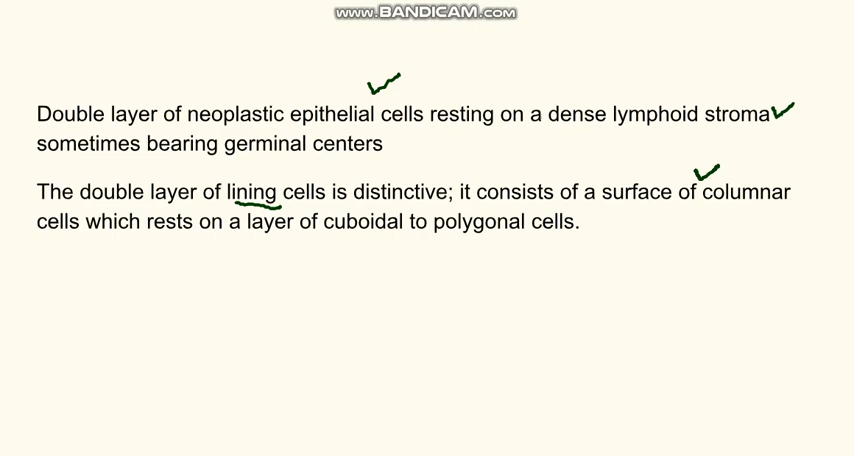 www.BANDICAM.com
Double layer of neoplastic epithelial cells resting on a dense lymphoid stroma
sometimes bearing germinal centers
The double layer of lining cells is distinctive; it consists of a surface of columnar
cells which rests on a layer of cuboidal to polygonal cells.